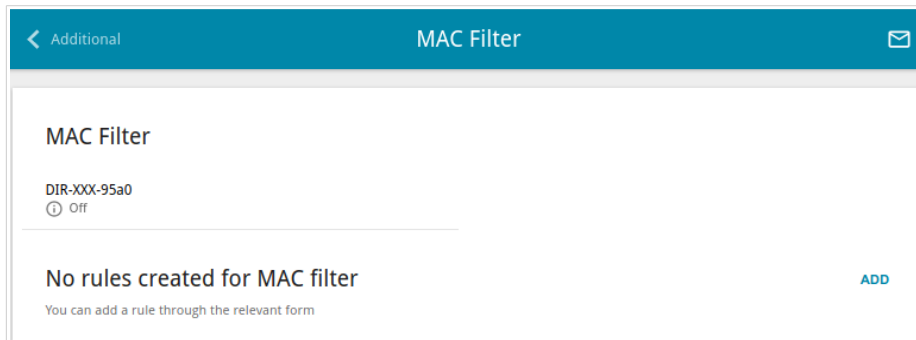 Additional
MAC Filter
MAC Filter
DIR-XXX-95a0
Off
No rules created for MAC filter
ADD
You can add a rule through the relevant form